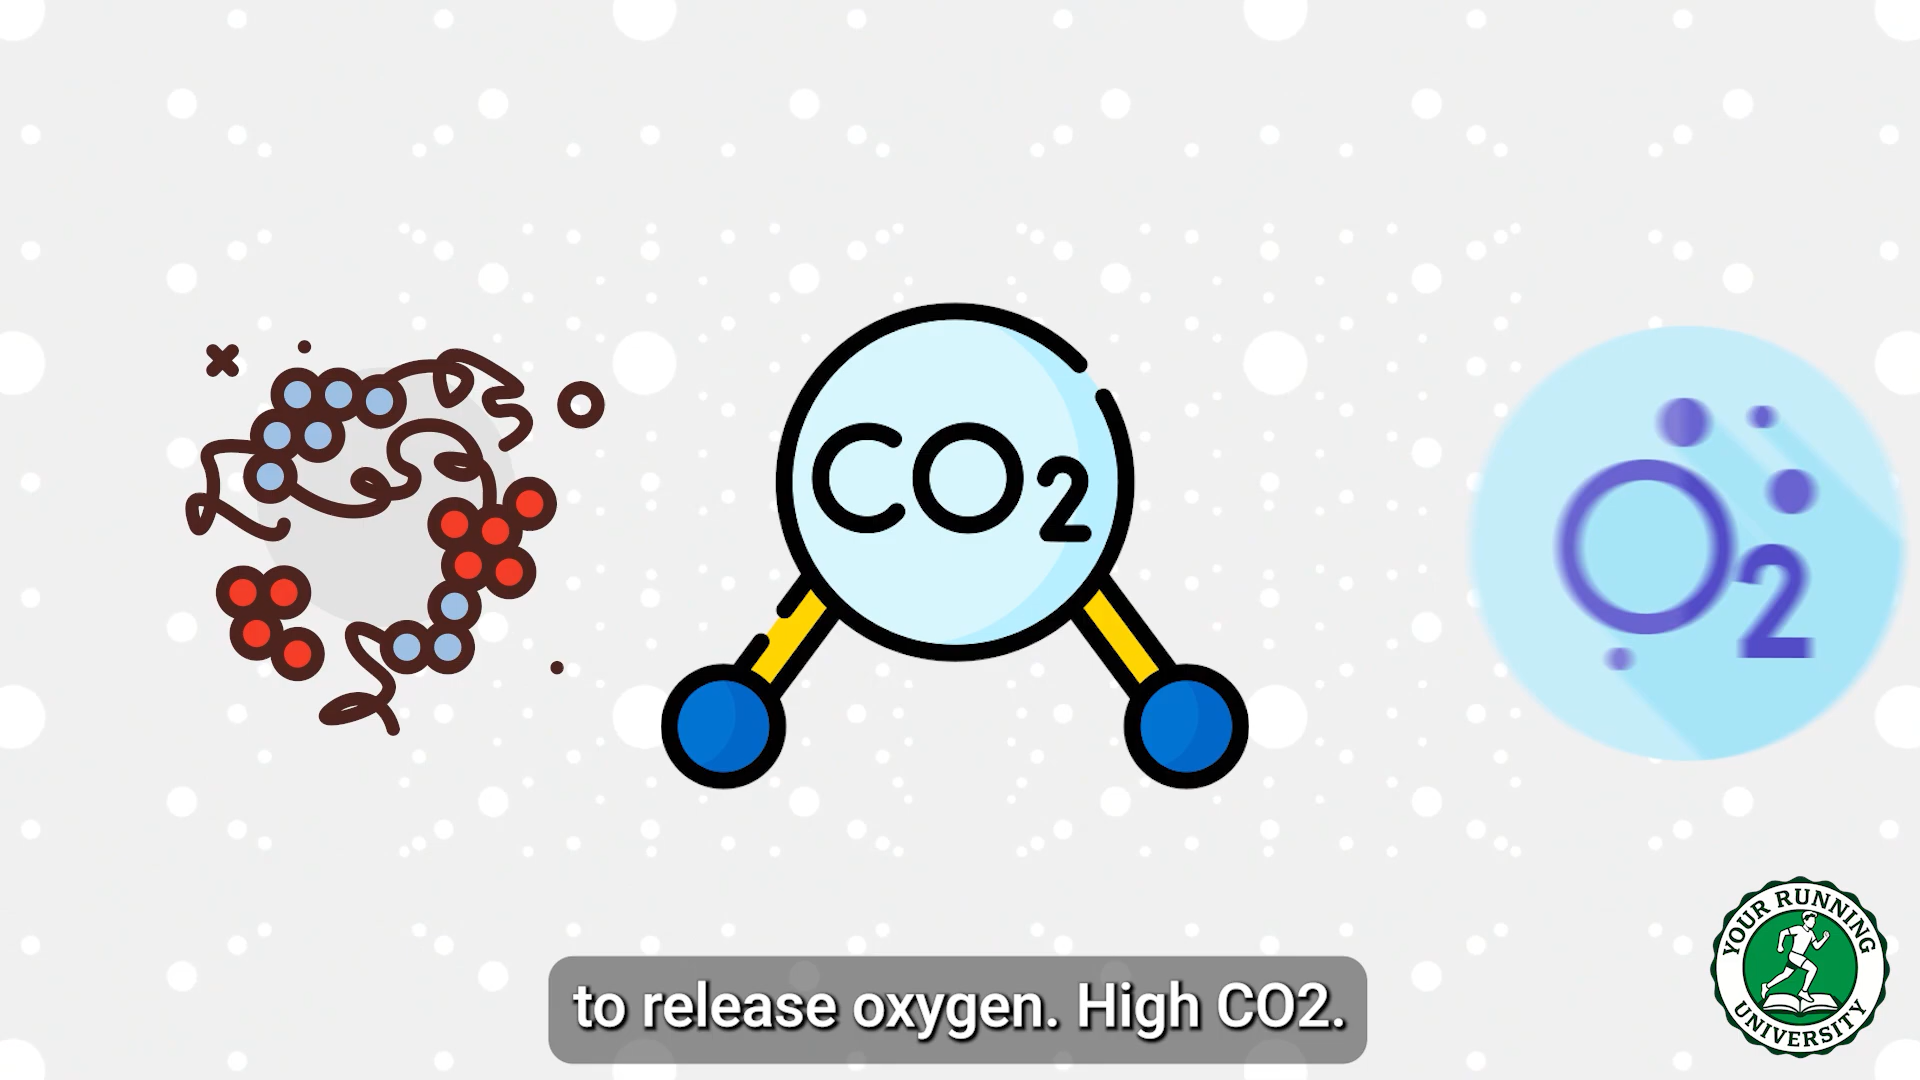 CO2
O2
to release oxygen. High CO2.
YOUR RUNNING
UNIVERSITY